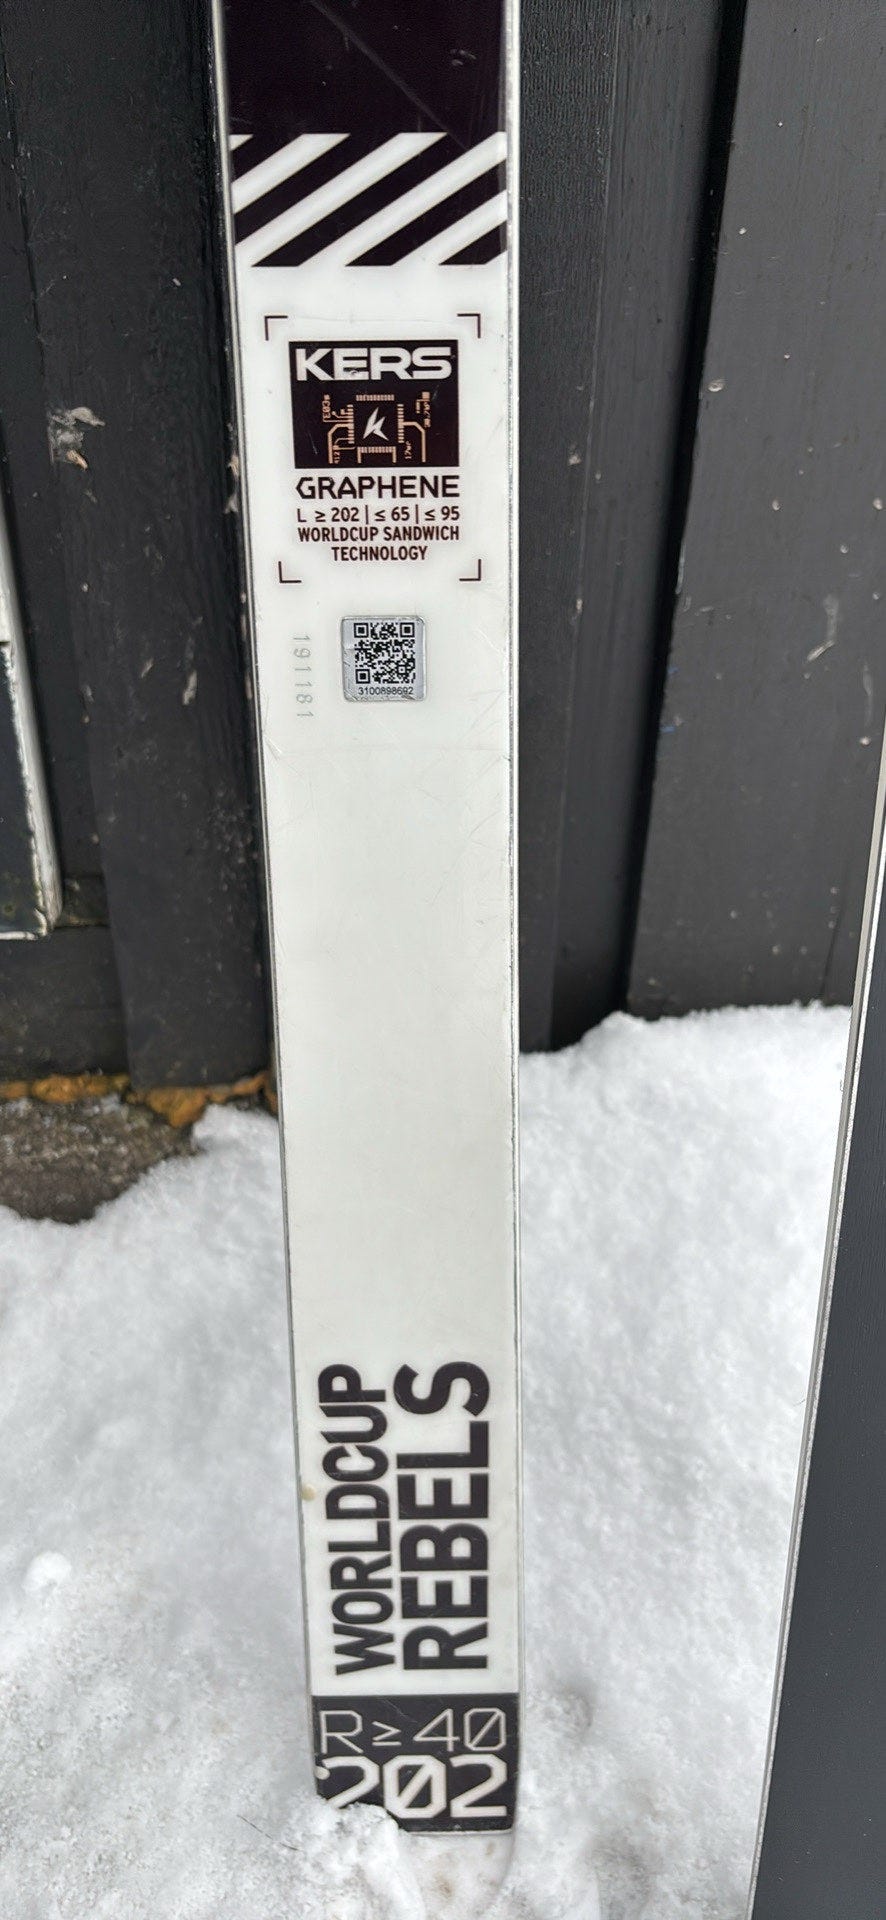 KERS
GRAPHENE
L ≥ 202 | ≤ 65 | ≤ 95
WORLDCUP SANDWICH
TECHNOLOGY
191181
3100898692
WORLDCUP
REBELS
R ≥ 40
202